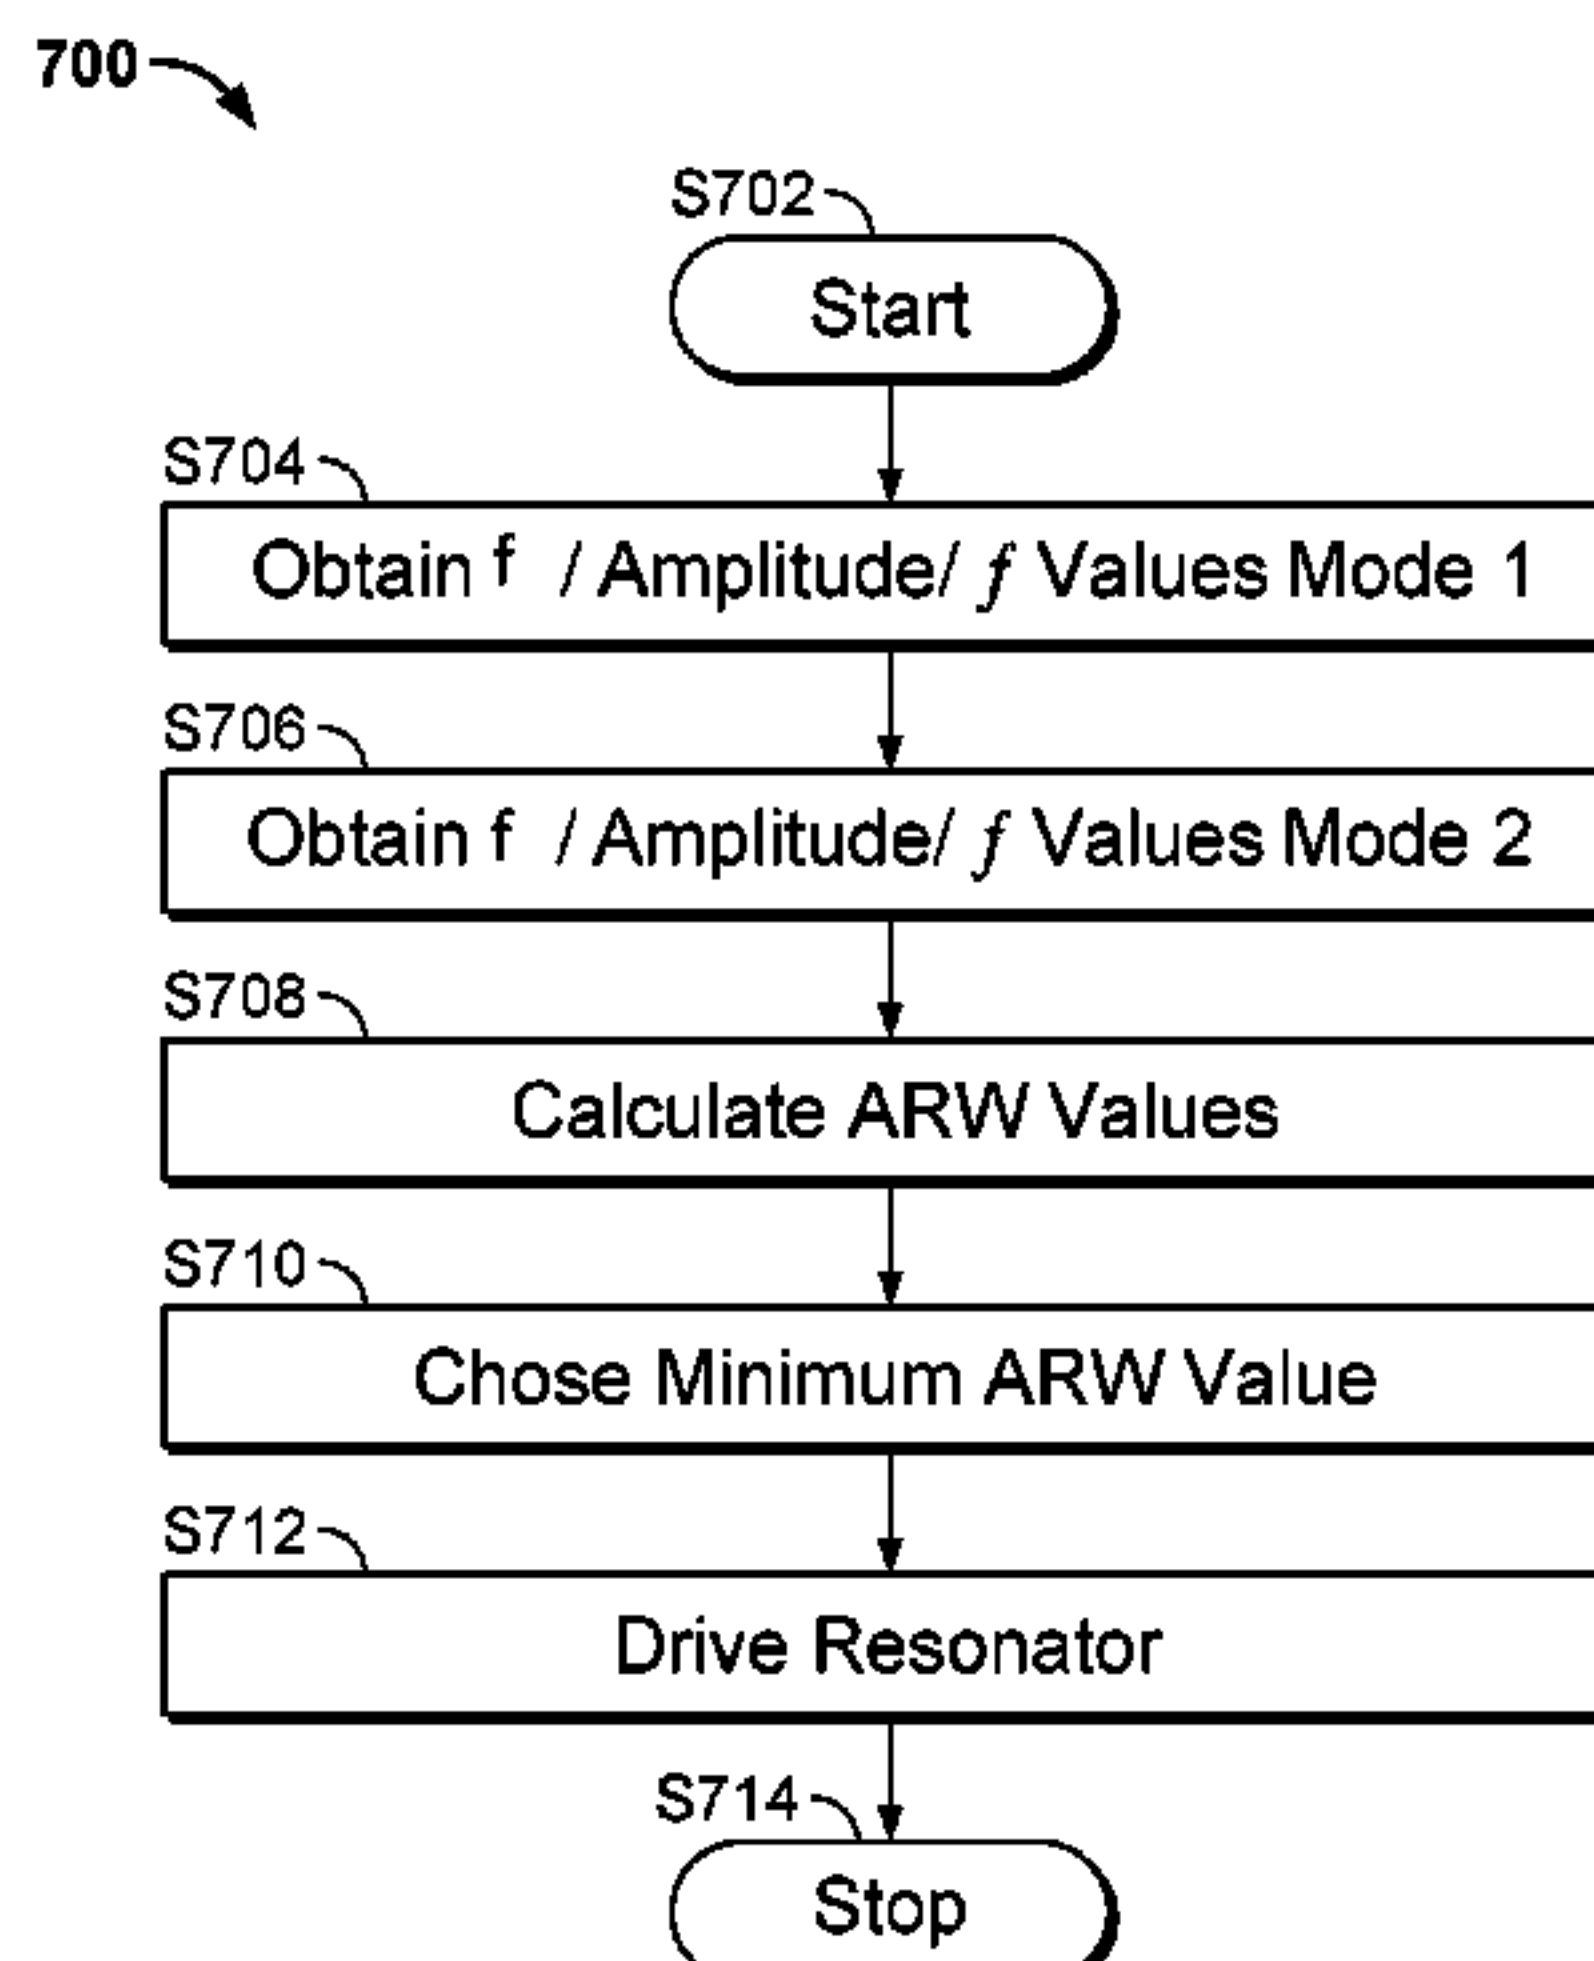 700
S702
Start
S704
Obtain f / Amplitude/ ƒ Values Mode 1
S706
Obtain f / Amplitude/ ƒ Values Mode 2
S708
Calculate ARW Values
S710
Chose Minimum ARW Value
S712
Drive Resonator
S714
Stop